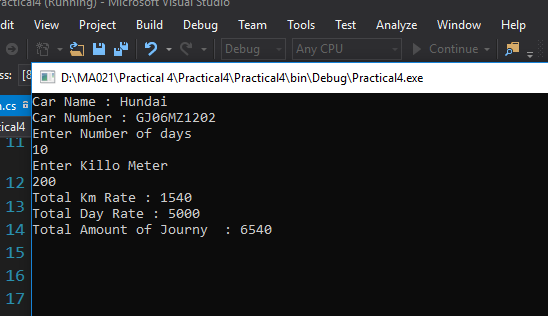 Practical4 (Running) - Microsoft Visual Studio
dit View Project Build Debug Team Tools Test Analyze Window Help
Debug Any CPU Continue
ss: [8
D:\MA021\Practical 4\Practical4\Practical4\bin\Debug\Practical4.exe
n.cs
tical4
Car Name : Hundai
Car Number : GJ06MZ1202
Enter Number of days
10
Enter Killo Meter
200
Total Km Rate : 1540
Total Day Rate : 5000
Total Amount of Journy  : 6540
11
12
13
14
15
16
17